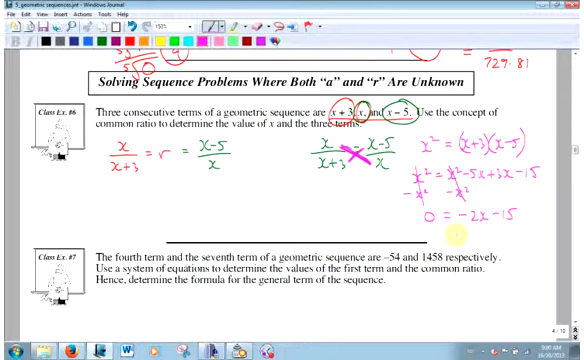 5_geometric sequences.jnt - Windows Journal
File Edit View Insert Actions Tools Help
150%
5√0
729.81
Solving Sequence Problems Where Both “a” and “r” Are Unknown
Class Ex. #6
Three consecutive terms of a geometric sequence are x + 3, x, and x – 5. Use the concept of
common ratio to determine the value of x and the three terms.
x/(x+3) = r = (x-5)/x
x/(x+3) = (x-5)/x
x² = (x+3)(x-5)
x² = x² -5x +3x -15
-x² -x²
0 = -2x -15
Class Ex. #7
The fourth term and the seventh term of a geometric sequence are –54 and 1458 respectively.
Use a system of equations to determine the values of the first term and the common ratio.
Hence, determine the formula for the general term of the sequence.
4 / 10
9:00 AM